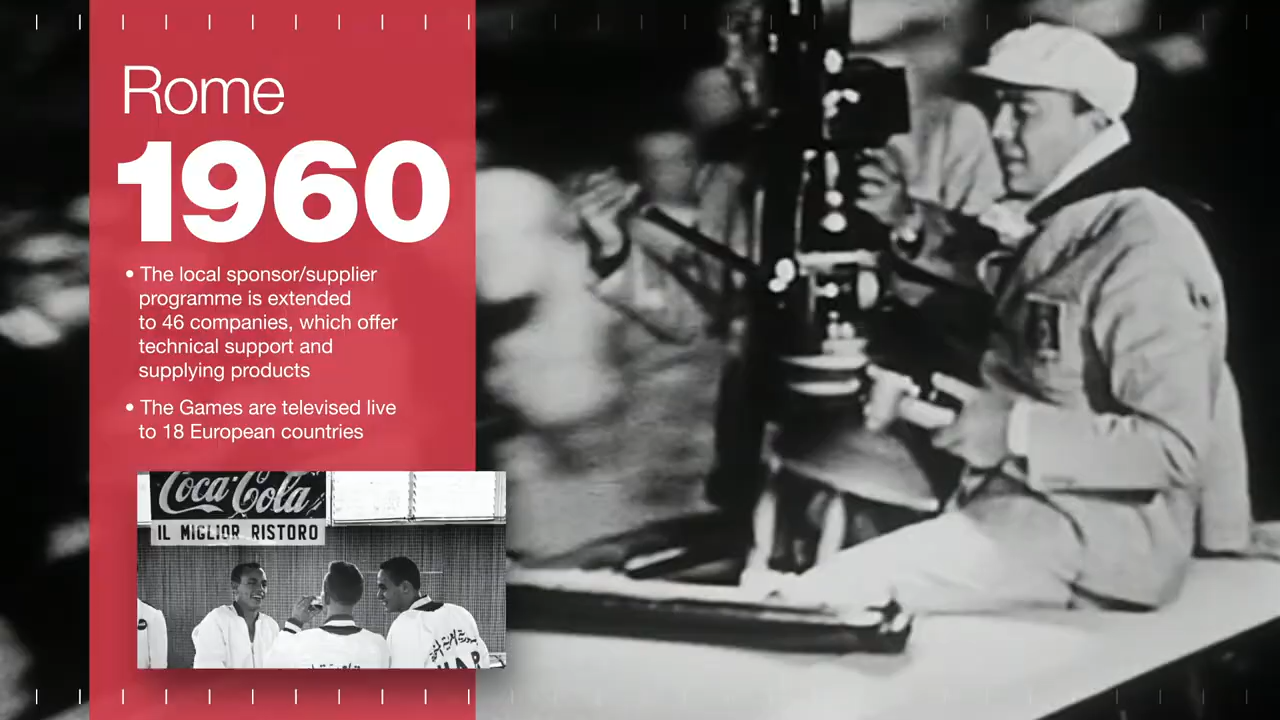 Rome
1960
• The local sponsor/supplier
programme is extended
to 46 companies, which offer
technical support and
supplying products
• The Games are televised live
to 18 European countries
Coca-Cola
IL MIGLIOR RISTORO